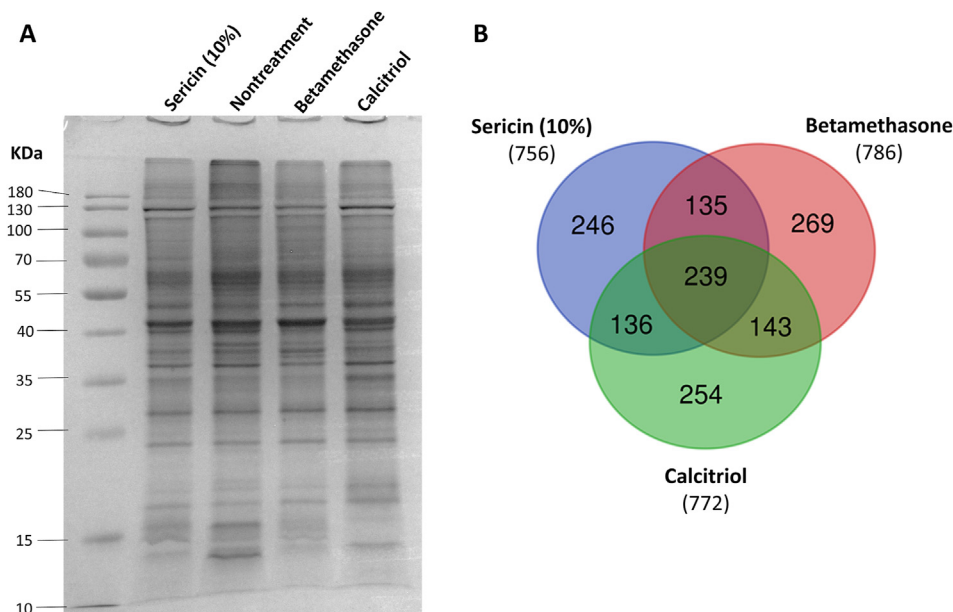 A
Sericin (10%)
Nontreatment
Betamethasone
Calcitriol
KDa
180
130
100
70
55
40
35
25
15
10
B
Sericin (10%)
(756)
Betamethasone
(786)
246
135
269
239
136
143
254
Calcitriol
(772)